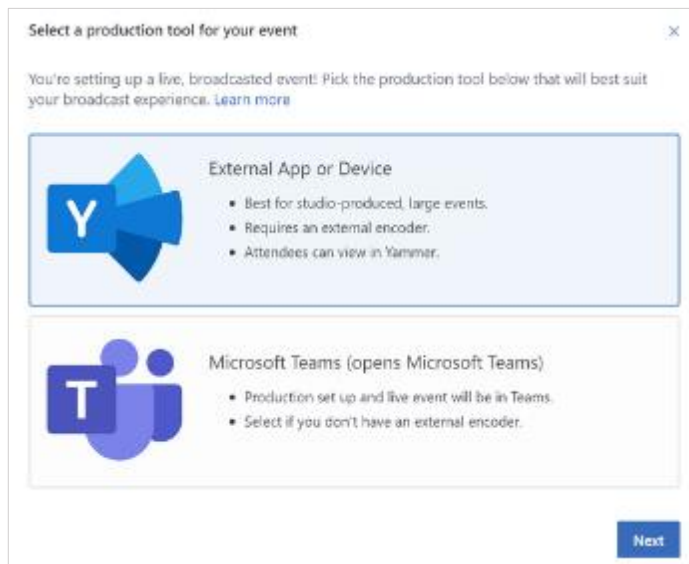 Select a production tool for your event
You're setting up a live, broadcasted event! Pick the production tool below that will best suit
your broadcast experience. Learn more
Y
External App or Device
• Best for studio-produced, large events.
• Requires an external encoder.
• Attendees can view in Yammer.
T
Microsoft Teams (opens Microsoft Teams)
• Production set up and live event will be in Teams.
• Select if you don't have an external encoder.
Next